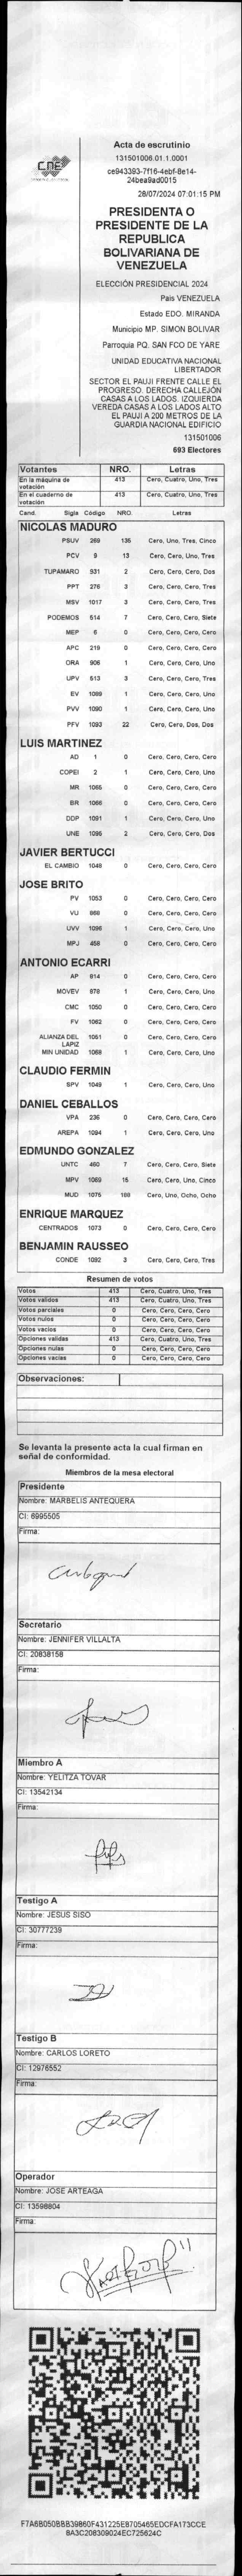 CNE
Acta de escrutinio
131501006.01.1.0001
ce943393-7f16-4ebf-8e14-
24bea9ad0015
28/07/2024 07:01:15 PM
PRESIDENTA O
PRESIDENTE DE LA
REPUBLICA
BOLIVARIANA DE
VENEZUELA
ELECCIÓN PRESIDENCIAL 2024
Pais VENEZUELA
Estado EDO. MIRANDA
Municipio MP. SIMON BOLIVAR
Parroquia PQ. SAN FCO DE YARE
UNIDAD EDUCATIVA NACIONAL
LIBERTADOR
SECTOR EL PAUJI FRENTE CALLE EL
PROGRESO. DERECHA CALLEJÓN
CASAS A LOS LADOS. IZQUIERDA
VEREDA CASAS A LOS LADOS ALTO
EL PAUJI A 200 METROS DE LA
GUARDIA NACIONAL EDIFICIO
131501006
693 Electores
Votantes NRO. Letras
En la máquina de votación 413 Cero, Cuatro, Uno, Tres
En el cuaderno de votación 413 Cero, Cuatro, Uno, Tres
Cand. Sigla Código NRO. Letras
NICOLAS MADURO
PSUV 269 135 Cero, Uno, Tres, Cinco
PCV 9 13 Cero, Cero, Uno, Tres
TUPAMARO 931 2 Cero, Cero, Cero, Dos
PPT 276 3 Cero, Cero, Cero, Tres
MSV 1017 3 Cero, Cero, Cero, Tres
PODEMOS 514 7 Cero, Cero, Cero, Siete
MEP 6 0 Cero, Cero, Cero, Cero
APC 219 0 Cero, Cero, Cero, Cero
ORA 906 1 Cero, Cero, Cero, Uno
UPV 513 3 Cero, Cero, Cero, Tres
EV 1089 1 Cero, Cero, Cero, Uno
PVV 1090 1 Cero, Cero, Cero, Uno
PFV 1093 22 Cero, Cero, Dos, Dos
LUIS MARTINEZ
AD 1 0 Cero, Cero, Cero, Cero
COPEI 2 1 Cero, Cero, Cero, Uno
MR 1065 0 Cero, Cero, Cero, Cero
BR 1066 0 Cero, Cero, Cero, Cero
DDP 1091 1 Cero, Cero, Cero, Uno
UNE 1095 2 Cero, Cero, Cero, Dos
JAVIER BERTUCCI
EL CAMBIO 1048 0 Cero, Cero, Cero, Cero
JOSE BRITO
PV 1053 0 Cero, Cero, Cero, Cero
VU 868 0 Cero, Cero, Cero, Cero
UVV 1096 1 Cero, Cero, Cero, Uno
MPJ 458 0 Cero, Cero, Cero, Cero
ANTONIO ECARRI
AP 814 0 Cero, Cero, Cero, Cero
MOVEV 878 1 Cero, Cero, Cero, Uno
CMC 1050 0 Cero, Cero, Cero, Cero
FV 1062 0 Cero, Cero, Cero, Cero
ALIANZA DEL LAPIZ 1051 0 Cero, Cero, Cero, Cero
MIN UNIDAD 1068 1 Cero, Cero, Cero, Uno
CLAUDIO FERMIN
SPV 1049 1 Cero, Cero, Cero, Uno
DANIEL CEBALLOS
VPA 236 0 Cero, Cero, Cero, Cero
AREPA 1094 1 Cero, Cero, Cero, Uno
EDMUNDO GONZALEZ
UNTC 460 7 Cero, Cero, Cero, Siete
MPV 1069 15 Cero, Cero, Uno, Cinco
MUD 1075 188 Cero, Uno, Ocho, Ocho
ENRIQUE MARQUEZ
CENTRADOS 1073 0 Cero, Cero, Cero, Cero
BENJAMIN RAUSSEO
CONDE 1092 3 Cero, Cero, Cero, Tres
Resumen de votos
Votos 413 Cero, Cuatro, Uno, Tres
Votos validos 413 Cero, Cuatro, Uno, Tres
Votos parciales 0 Cero, Cero, Cero, Cero
Votos nulos 0 Cero, Cero, Cero, Cero
Votos vacios 0 Cero, Cero, Cero, Cero
Opciones validas 413 Cero, Cuatro, Uno, Tres
Opciones nulas 0 Cero, Cero, Cero, Cero
Opciones vacias 0 Cero, Cero, Cero, Cero
Observaciones:
Se levanta la presente acta la cual firman en
señal de conformidad.
Miembros de la mesa electoral
Presidente
Nombre: MARBELIS ANTEQUERA
CI: 6995505
Firma:
Secretario
Nombre: JENNIFER VILLALTA
CI: 20838158
Firma:
Miembro A
Nombre: YELITZA TOVAR
CI: 13542134
Firma:
Testigo A
Nombre: JESUS SISO
CI: 30777239
Firma:
Testigo B
Nombre: CARLOS LORETO
CI: 12976552
Firma:
Operador
Nombre: JOSE ARTEAGA
CI: 13598804
Firma:
F7A6B050BBB39860F431225E8705465EDCFA173CCE
8A3C208309024EC725624C